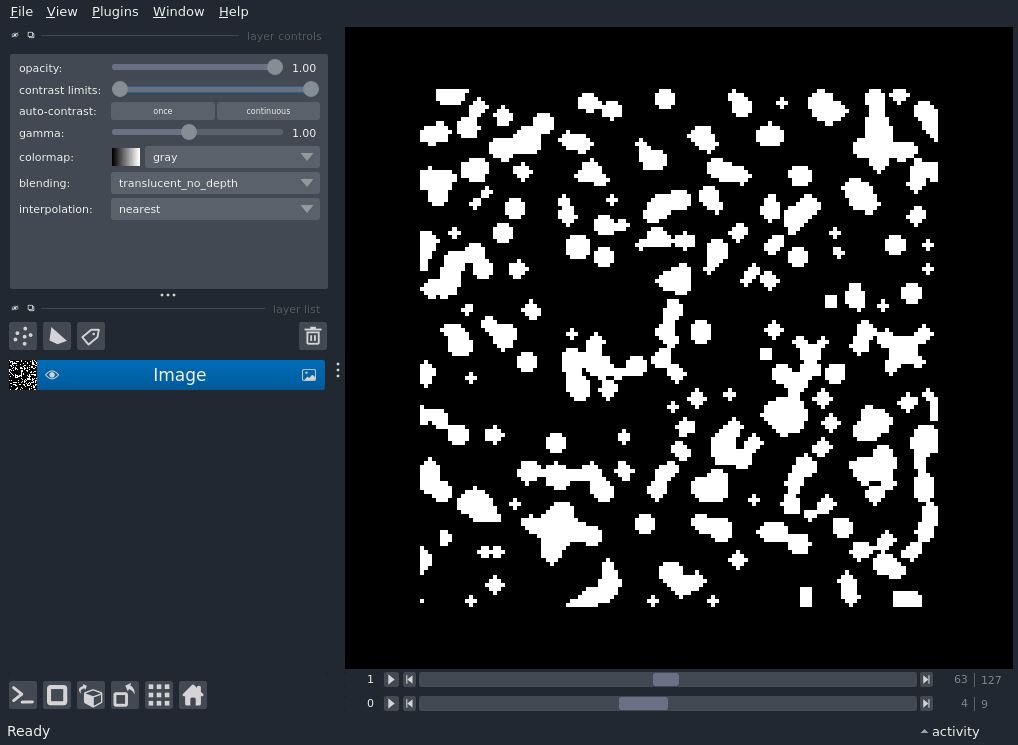 File View Plugins Window Help
layer controls
opacity: 1.00
contrast limits:
auto-contrast: once continuous
gamma: 1.00
colormap: gray
blending: translucent_no_depth
interpolation: nearest
layer list
Image
1 63 127
0 4 9
Ready activity